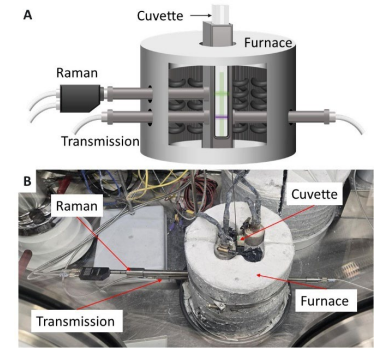 A
Cuvette
Furnace
Raman
Transmission
B
Raman
Cuvette
Furnace
Transmission